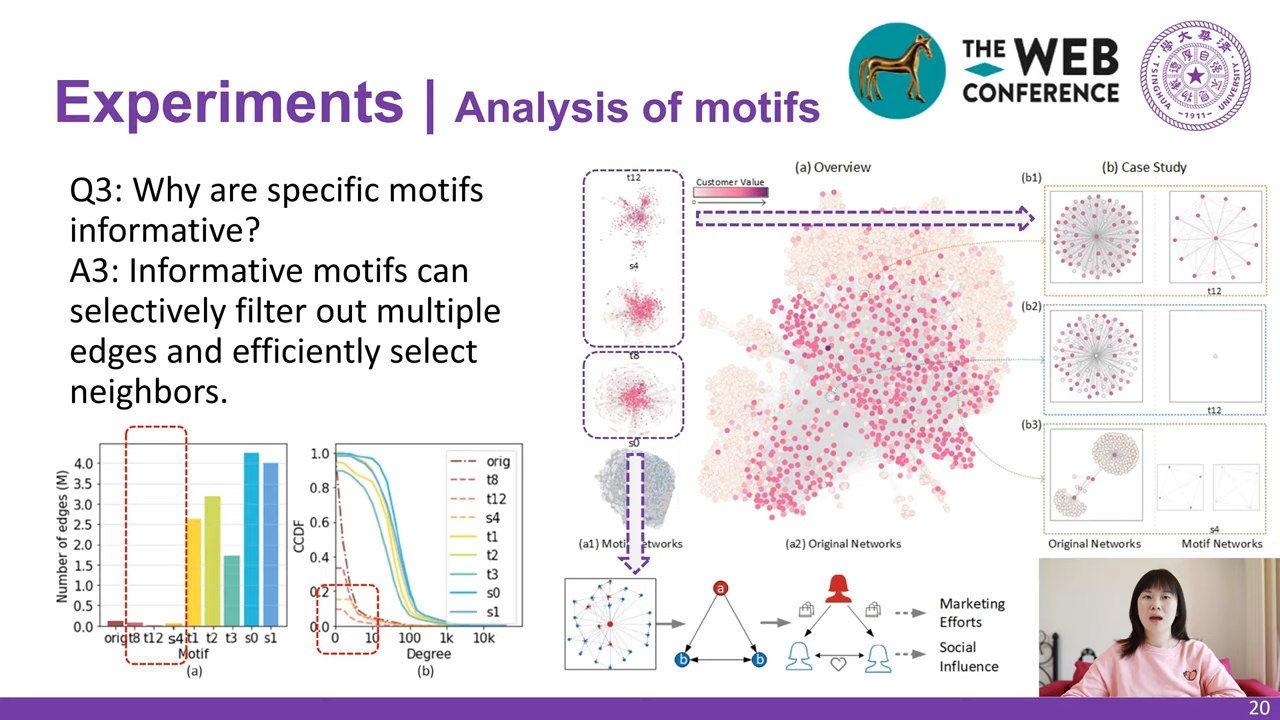 Experiments | Analysis of motifs
THE WEB
CONFERENCE
TSINGHUA UNIVERSITY
~1911~
Q3: Why are specific motifs
informative?
A3: Informative motifs can
selectively filter out multiple
edges and efficiently select
neighbors.
Number of edges (M)
4.0
3.5
3.0
2.5
2.0
1.5
1.0
0.5
0.0
orig t8 t12 s4 t1 t2 t3 s0 s1
Motif
(a)
CCDF
1.0
0.8
0.6
0.4
0.2
0.0
0 10 100 1k 10k
Degree
(b)
orig
t8
t12
s4
t1
t2
t3
s0
s1
(a) Overview
Customer Value
0
t12
s4
t8
s0
(a1) Motif Networks
(a2) Original Networks
(b) Case Study
(b1)
t12
(b2)
t12
(b3)
s4
Original Networks
Motif Networks
a
b
b
Marketing
Efforts
Social
Influence
20